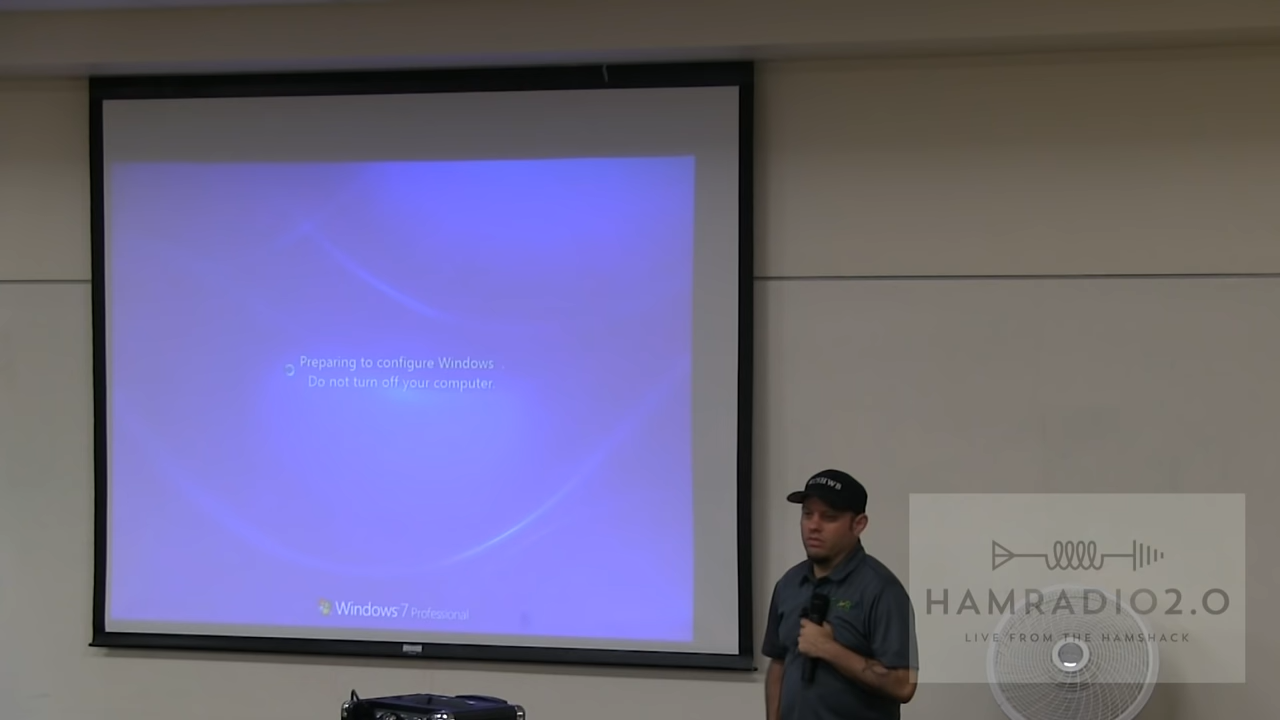 Preparing to configure Windows
Do not turn off your computer.
Windows 7 Professional
HAMRADIO2.0
LIVE FROM THE HAMSHACK